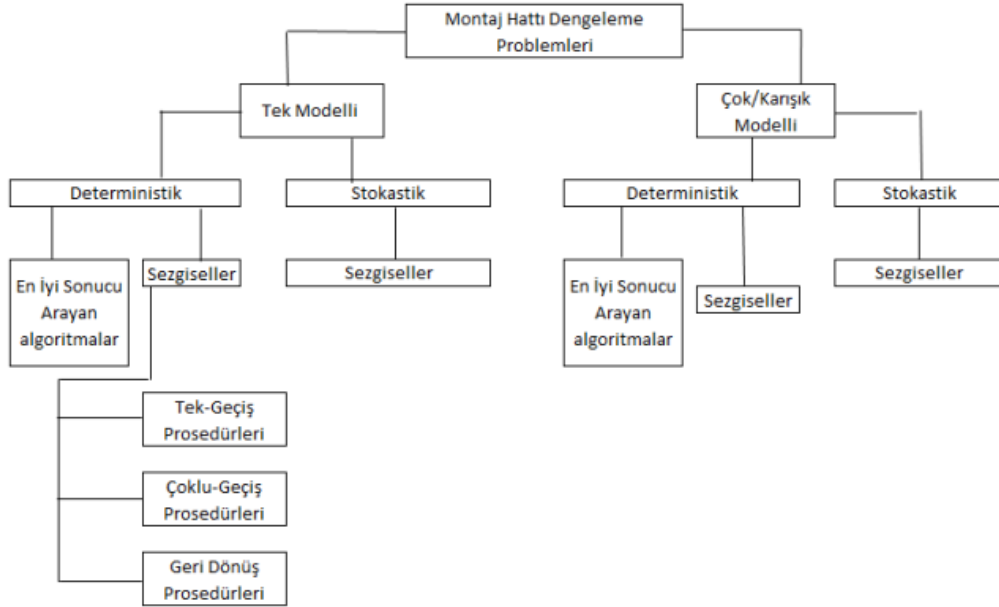 Montaj Hattı Dengeleme
Problemleri
Tek Modelli
Çok/Karışık
Modelli
Deterministik
Stokastik
Deterministik
Stokastik
En İyi Sonucu
Arayan
algoritmalar
Sezgiseller
Sezgiseller
En İyi Sonucu
Arayan
algoritmalar
Sezgiseller
Sezgiseller
Tek-Geçiş
Prosedürleri
Çoklu-Geçiş
Prosedürleri
Geri Dönüş
Prosedürleri